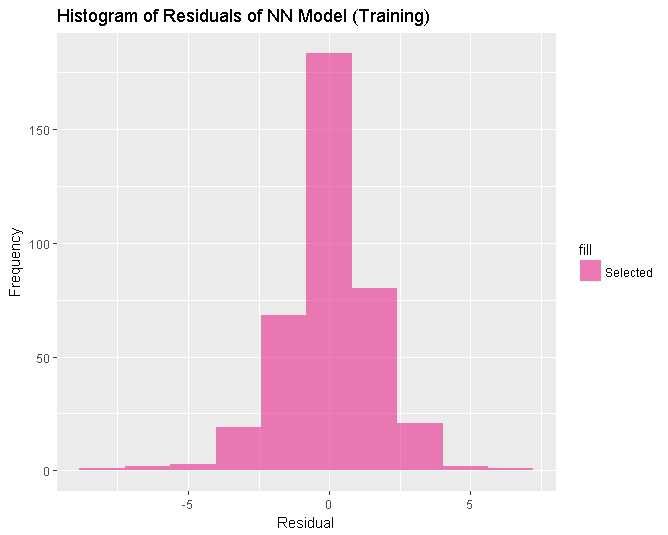 Histogram of Residuals of NN Model (Training)
150
100
50
0
Frequency
-5
0
5
Residual
fill
Selected